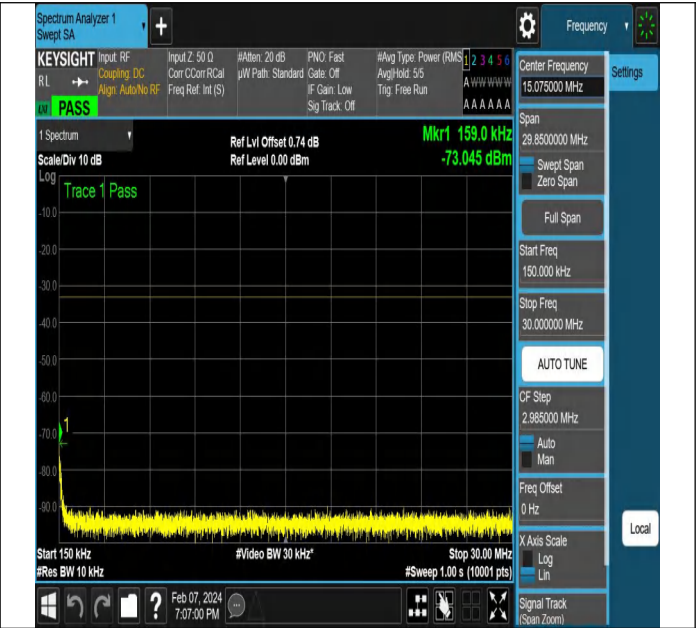 Spectrum Analyzer 1
Swept SA
+
Frequency
KEYSIGHT
RL
PASS
Input: RF
Coupling: DC
Align: Auto/No RF
Input Z: 50 Ω
Corr CCorr RCal
Freq Ref: Int (S)
#Atten: 20 dB
µW Path: Standard
PNO: Fast
Gate: Off
IF Gain: Low
Sig Track: Off
#Avg Type: Power (RMS
Avg|Hold: 5/5
Trig: Free Run
1 2 3 4 5 6
A W W W W W
A A A A A A
1 Spectrum
Scale/Div 10 dB
Ref Lvl Offset 0.74 dB
Ref Level 0.00 dBm
Mkr1 159.0 kHz
-73.045 dBm
Log
Trace 1 Pass
-10.0
-20.0
-30.0
-40.0
-50.0
-60.0
-70.0
-80.0
-90.0
1
Start 150 kHz
#Res BW 10 kHz
#Video BW 30 kHz*
Stop 30.00 MHz
#Sweep 1.00 s (10001 pts)
Feb 07, 2024
7:07:00 PM
?
Center Frequency
15.075000 MHz
Span
29.8500000 MHz
Swept Span
Zero Span
Full Span
Start Freq
150.000 kHz
Stop Freq
30.000000 MHz
AUTO TUNE
CF Step
2.985000 MHz
Auto
Man
Freq Offset
0 Hz
X Axis Scale
Log
Lin
Signal Track
(Span Zoom)
Settings
Local